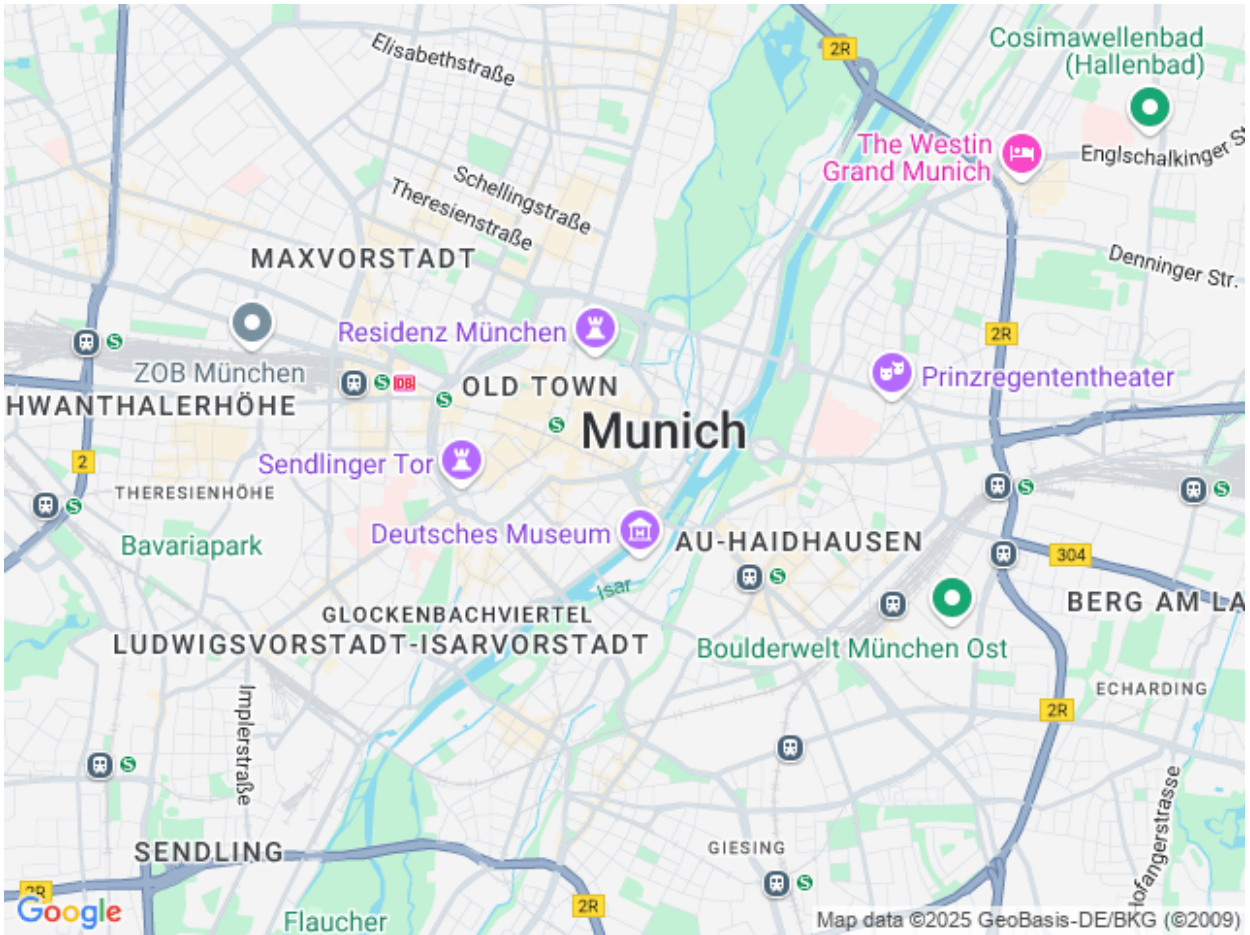 Elisabethstraße
2R
Cosimawellenbad
(Hallenbad)
The Westin
Grand Munich
Englschalkinger St
Schellingstraße
Theresienstraße
MAXVORSTADT
Denninger Str.
Residenz München
2R
ZOB München
S
S
DB
OLD TOWN
Prinzregententheater
HWANTHALERHÖHE
S
S
Munich
2
Sendlinger Tor
THERESIENHÖHE
S
S
S
Deutsches Museum
AU-HAIDHAUSEN
Bavariapark
304
S
Isar
GLOCKENBACHVIERTEL
BERG AM LA
LUDWIGSVORSTADT-ISARVORSTADT
Boulderwelt München Ost
Implerstraße
ECHARDING
2R
S
Hofangerstrasse
SENDLING
GIESING
S
2R
2R
Google
Flaucher
Map data ©2025 GeoBasis-DE/BKG (©2009)